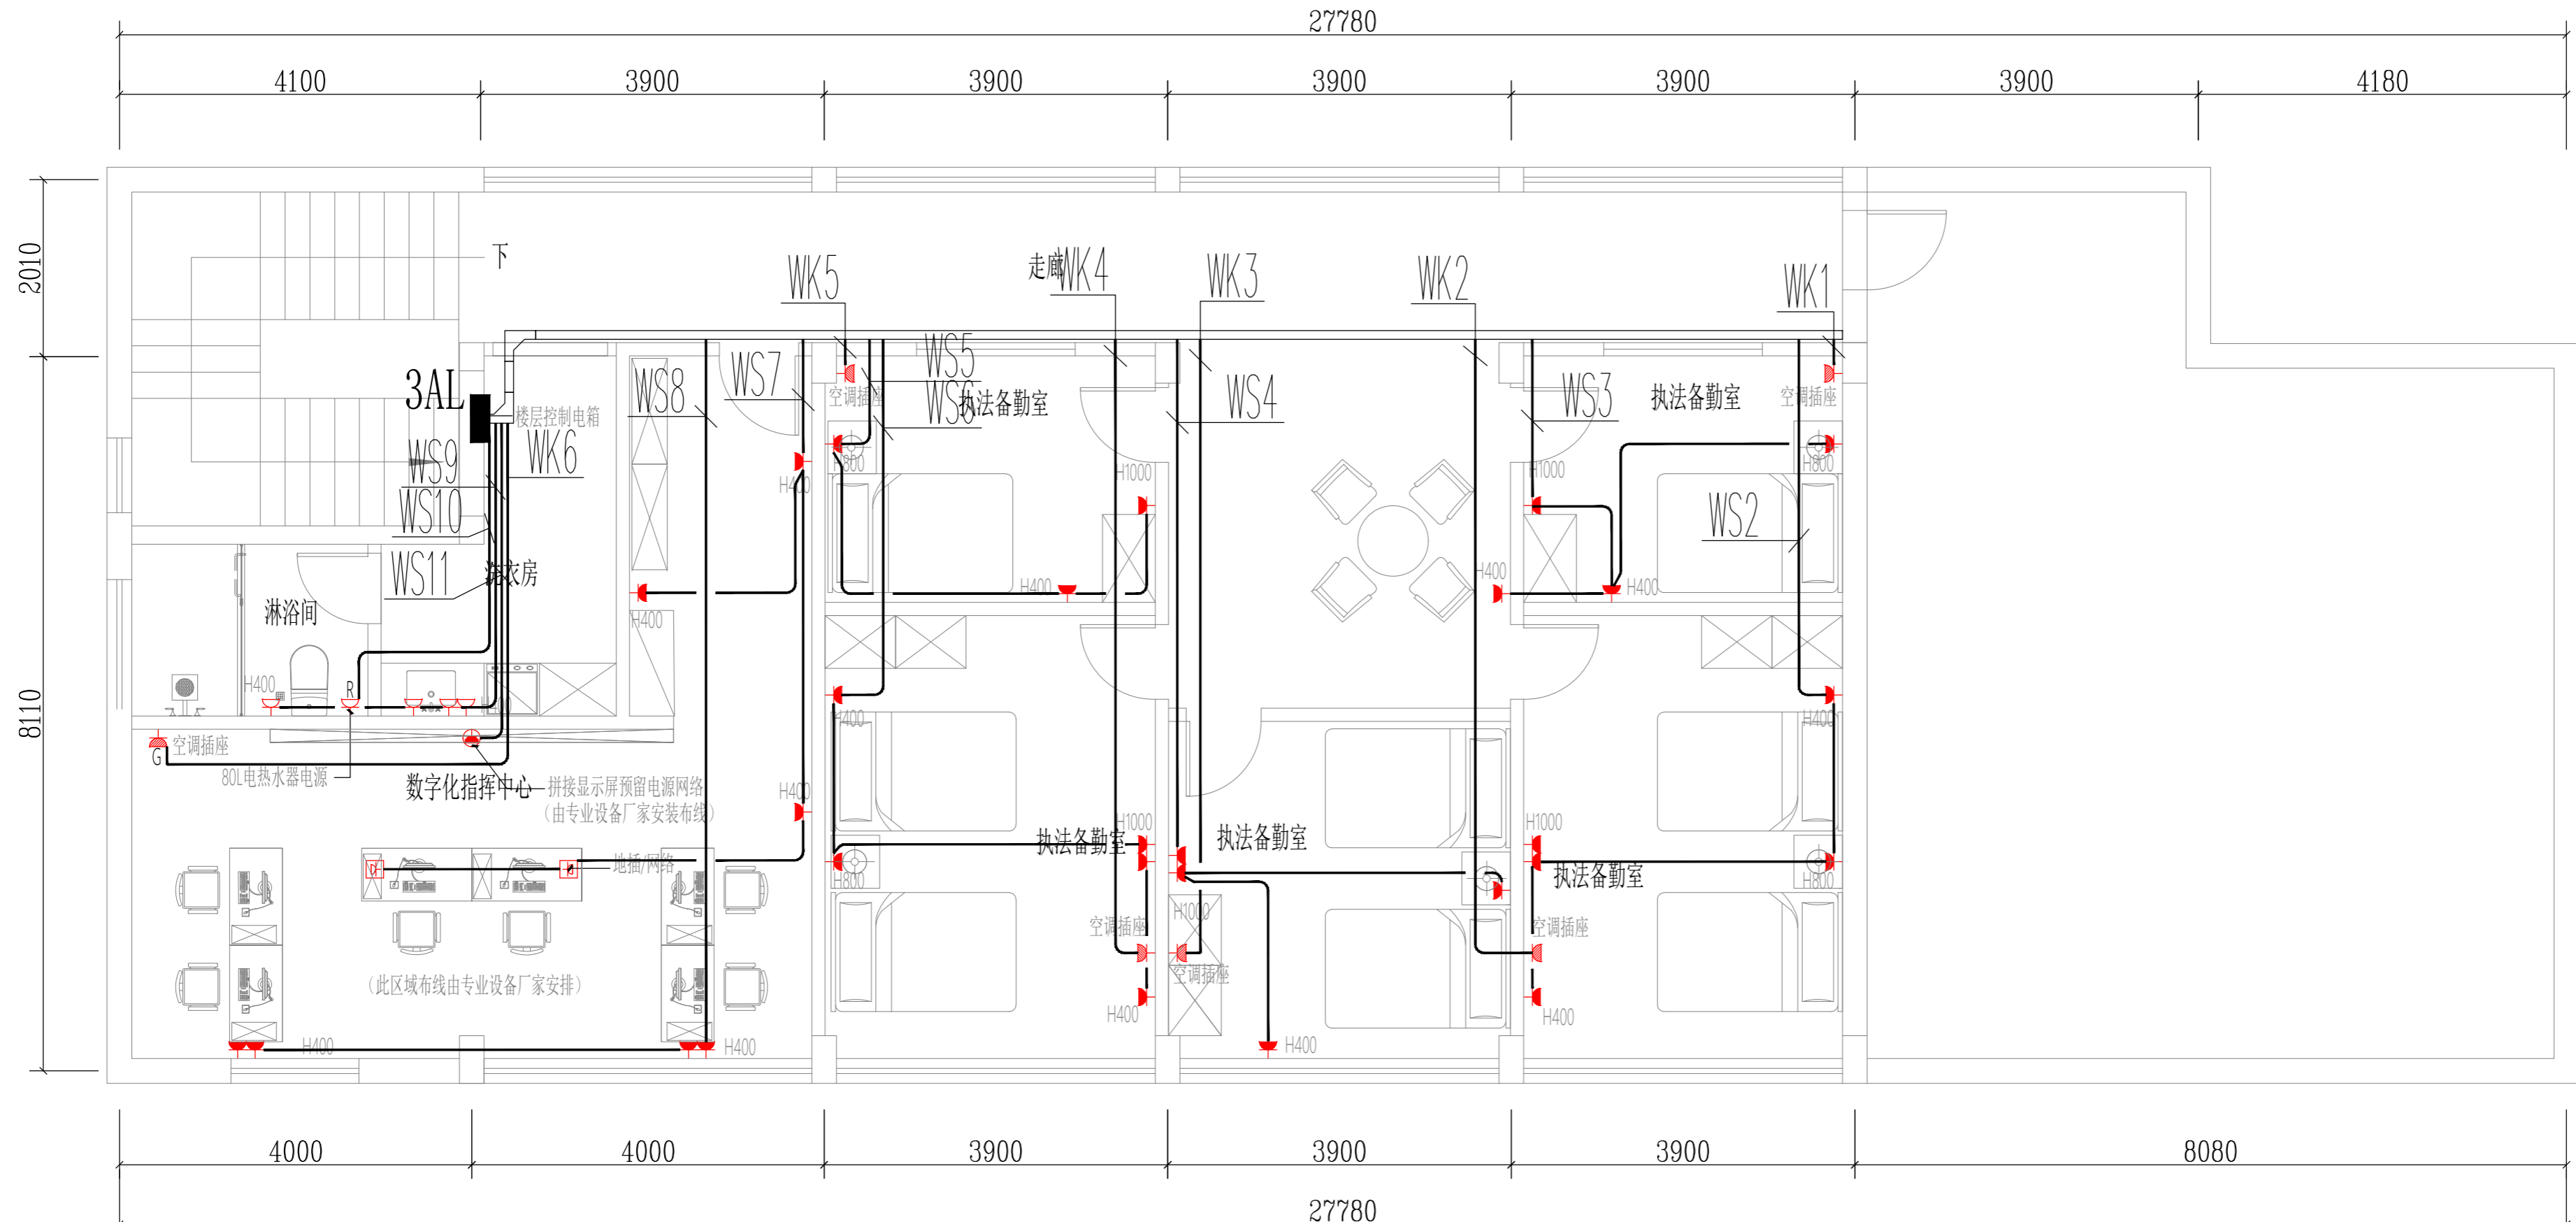 27780
4100
3900
3900
3900
3900
3900
4180
2010
8110
下
走廊
WK5
WK4
WK3
WK2
WK1
3AL
楼层控制电箱
WS9
WS10
WS11
WK6
洗衣房
淋浴间
WS8
WS7
WS5
WS6
WS4
WS3
WS2
空调插座
执法备勤室
执法备勤室
空调插座
H800
H400
H1000
H1000
H800
H400
H400
H400
H400
H400
R
H400
H400
H400
G
空调插座
80L电热水器电源
数字化指挥中心
拼接显示屏预留电源网络
(由专业设备厂家安装布线)
H400
地插/网络
H1000
执法备勤室
执法备勤室
H1000
执法备勤室
H800
H800
空调插座
H1000
空调插座
空调插座
(此区域布线由专业设备厂家安排)
H400
H400
H400
H400
H400
4000
4000
3900
3900
3900
8080
27780